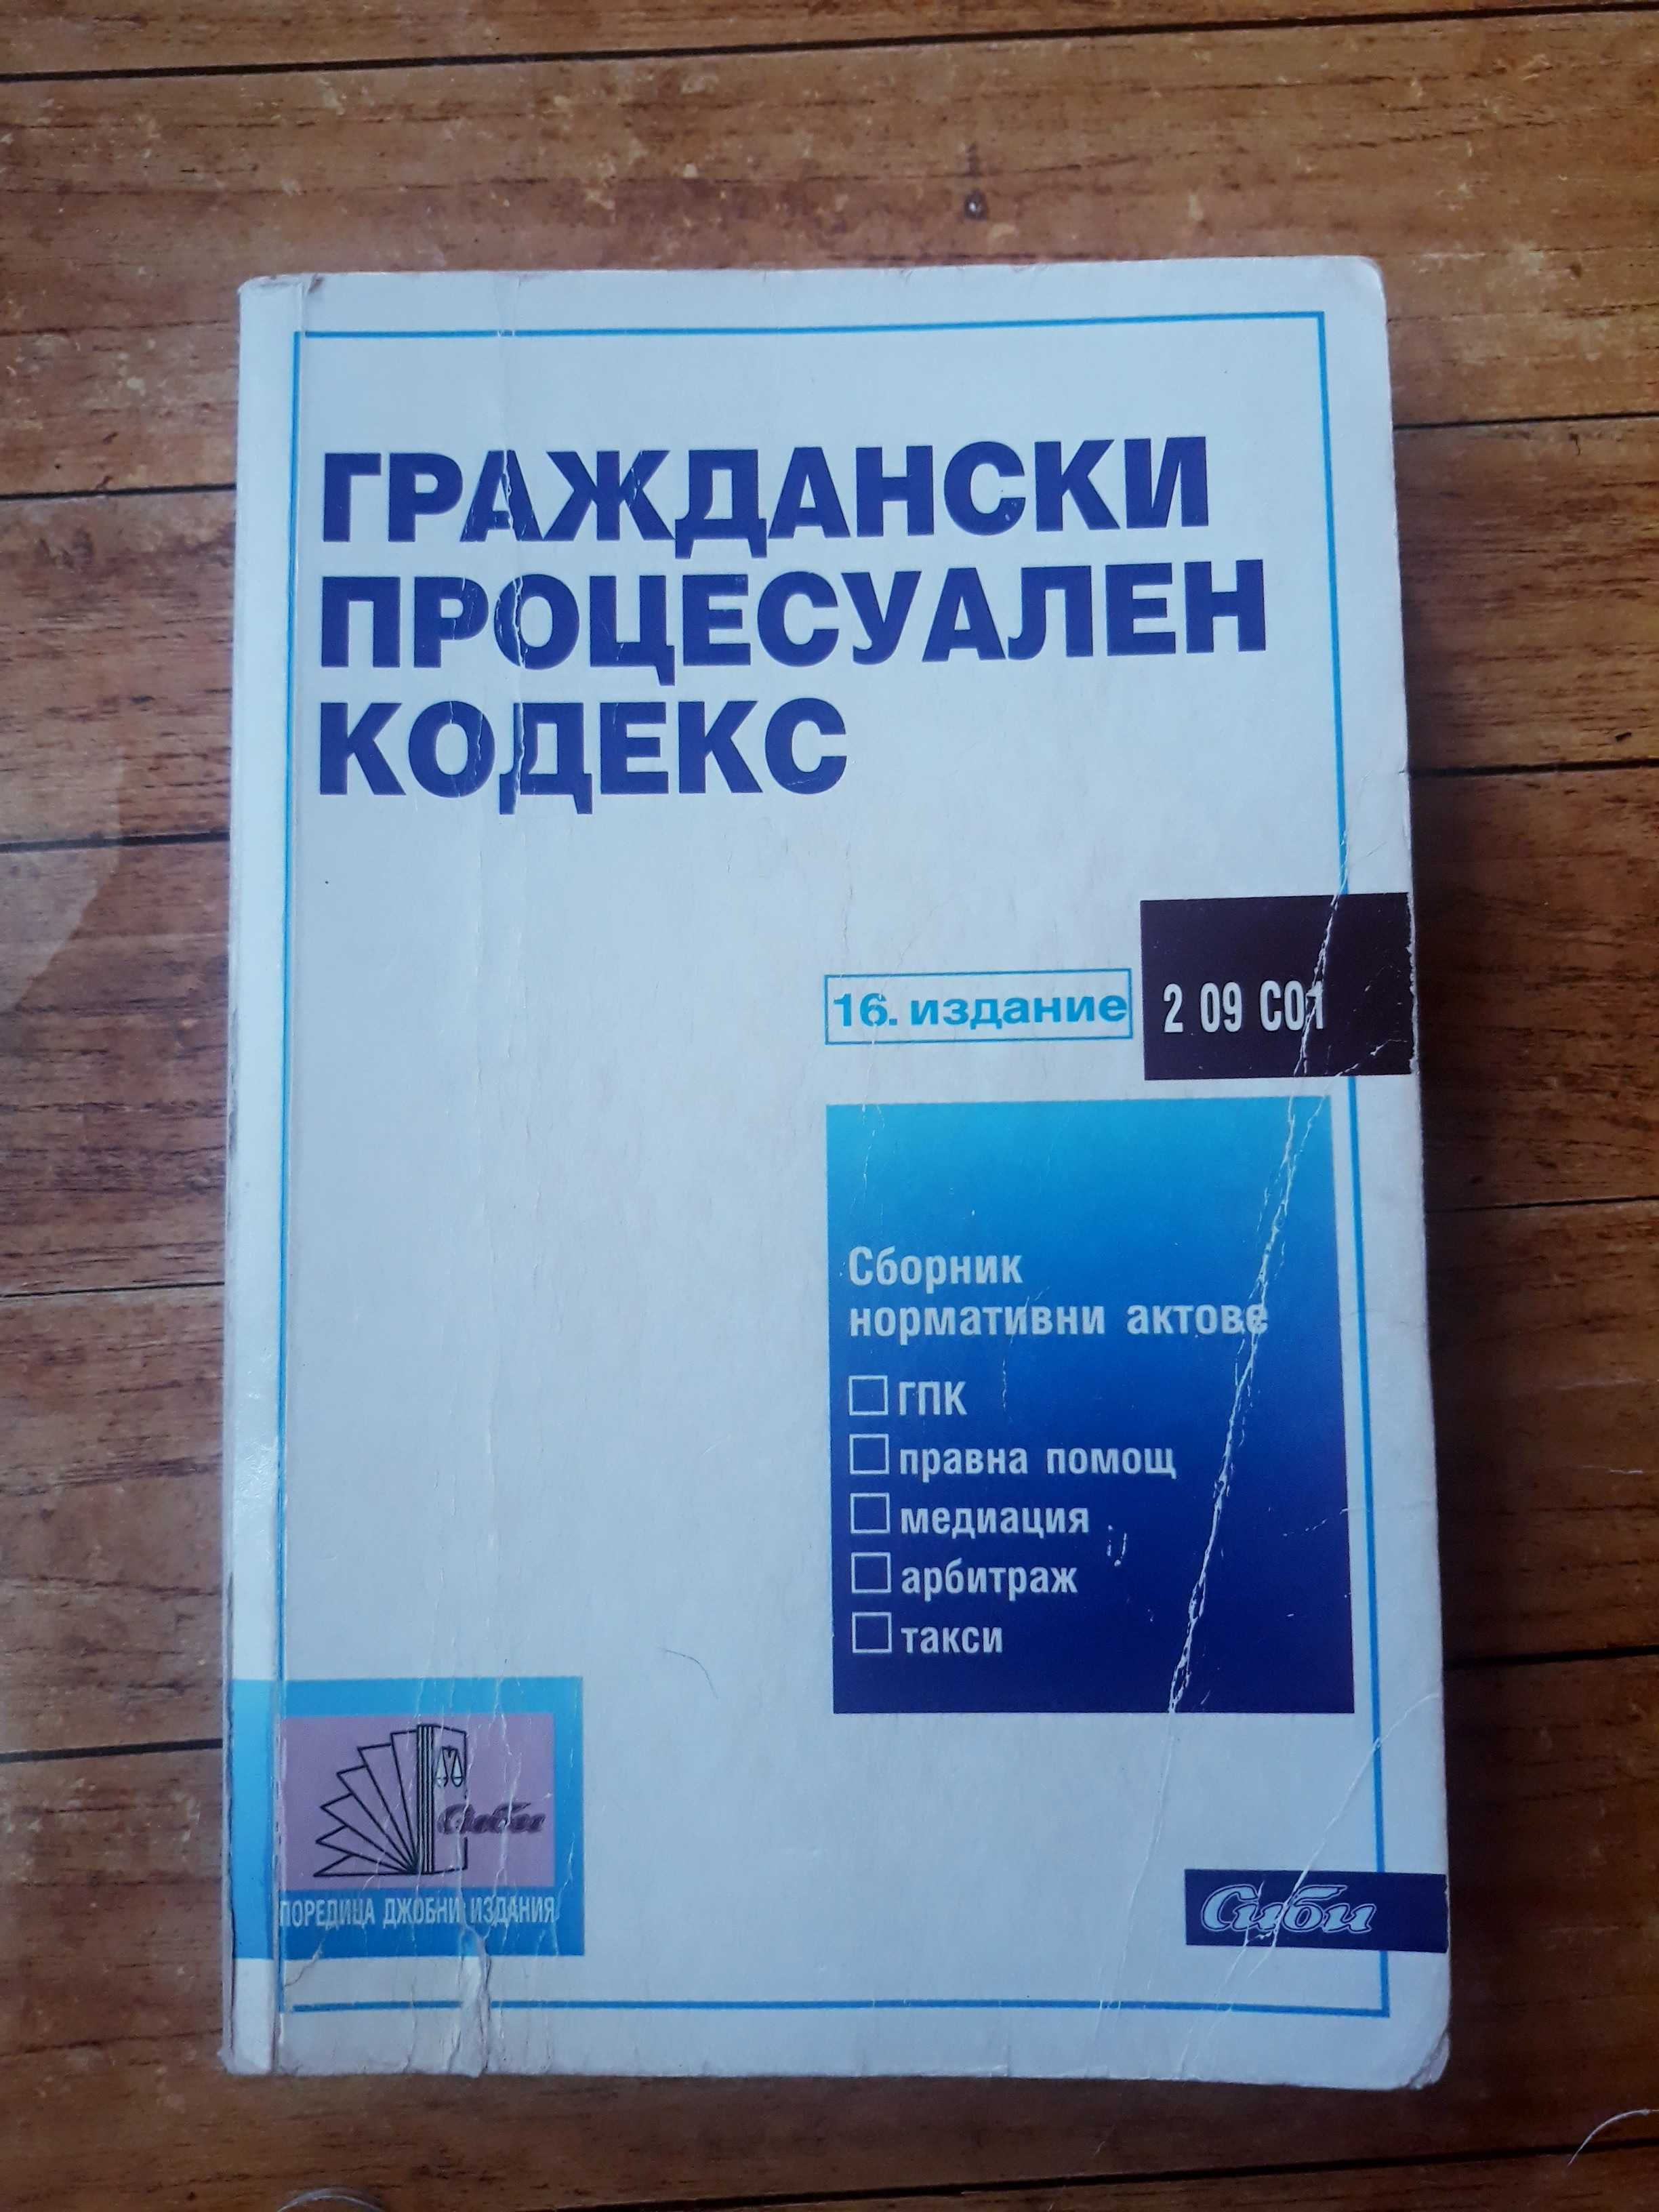 ГРАЖДАНСКИ
ПРОЦЕСУАЛЕН
КОДЕКС
16. издание
2 09 С01
Сборник
нормативни актове
ГПК
правна помощ
медиация
арбитраж
такси
Сиби
ПОРЕДИЦА ДЖОБНИ ИЗДАНИЯ
Сиби